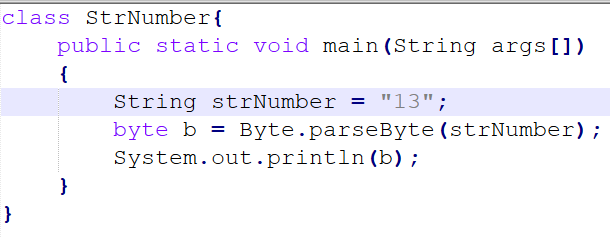 class StrNumber{
    public static void main(String args[])
    {
        String strNumber = "13";
        byte b = Byte.parseByte(strNumber);
        System.out.println(b);
    }
}